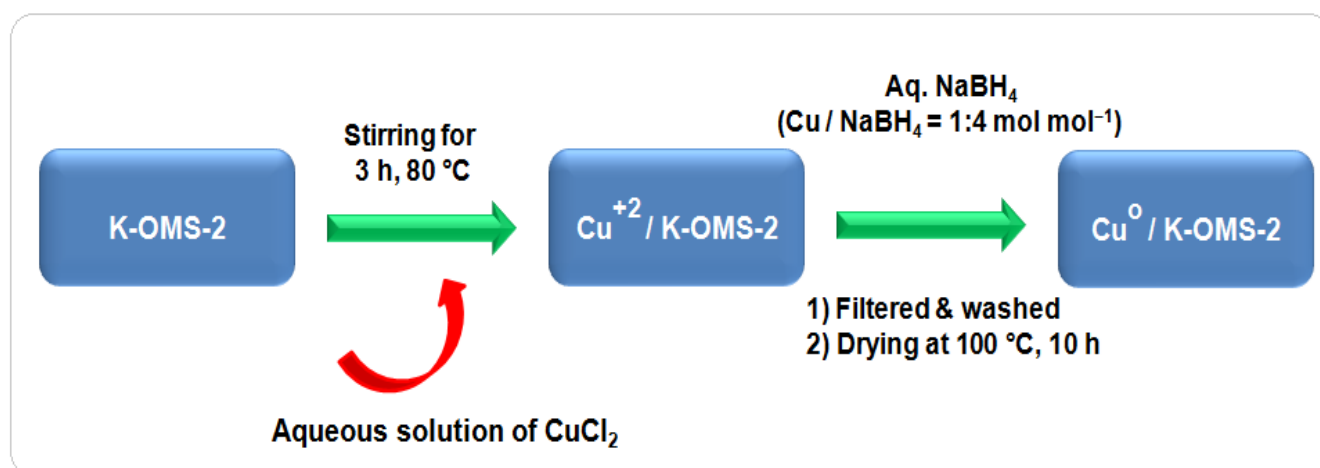 K-OMS-2
Stirring for
3 h, 80 °C
Aqueous solution of CuCl₂
Cu⁺² / K-OMS-2
Aq. NaBH₄
(Cu / NaBH₄ = 1:4 mol mol⁻¹)
1) Filtered & washed
2) Drying at 100 °C, 10 h
Cu⁰ / K-OMS-2